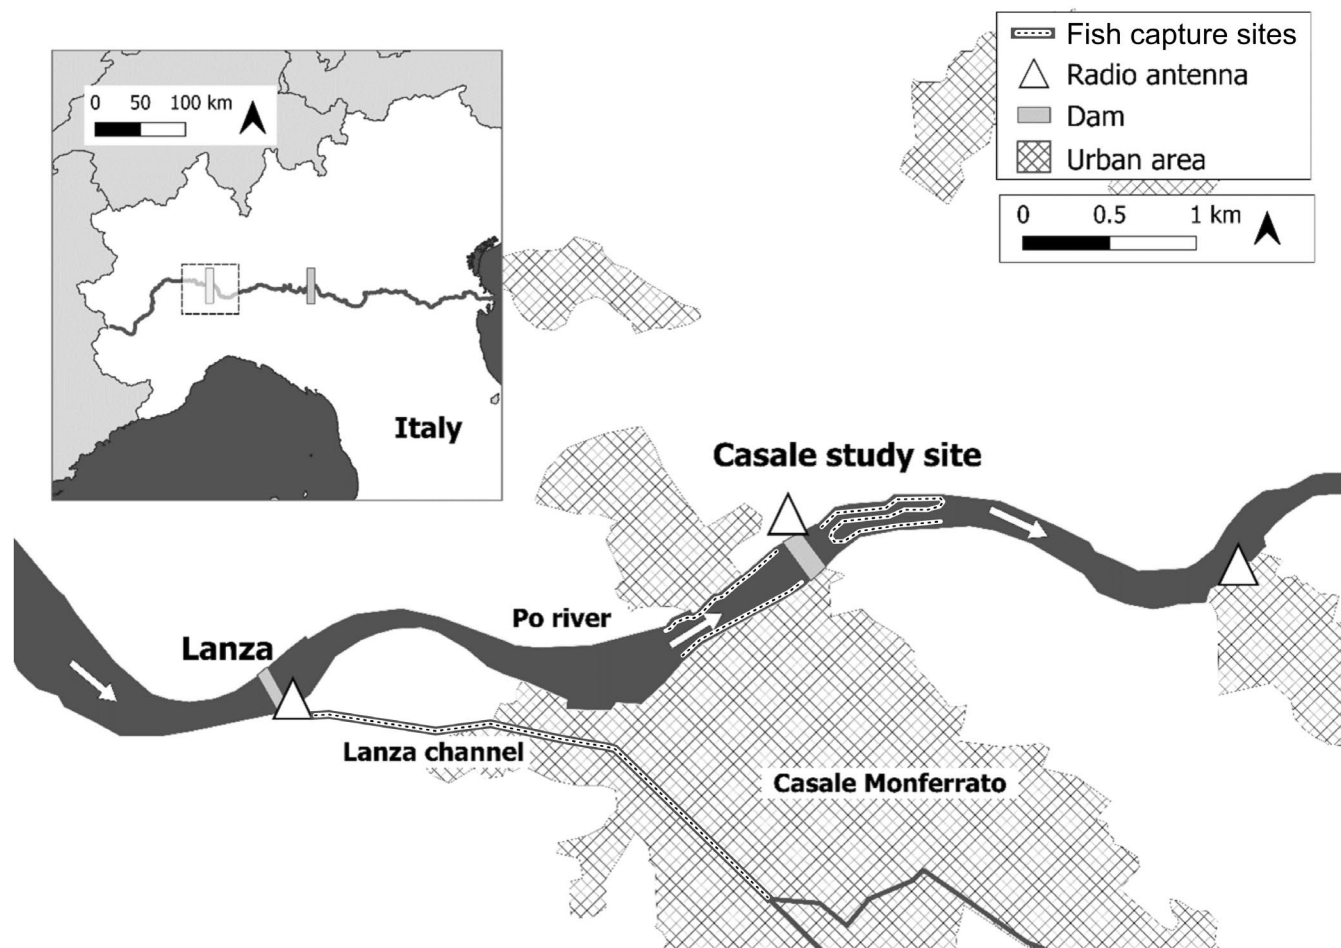 0 50 100 km
Italy
Fish capture sites
Radio antenna
Dam
Urban area
0 0.5 1 km
Casale study site
Po river
Lanza
Lanza channel
Casale Monferrato